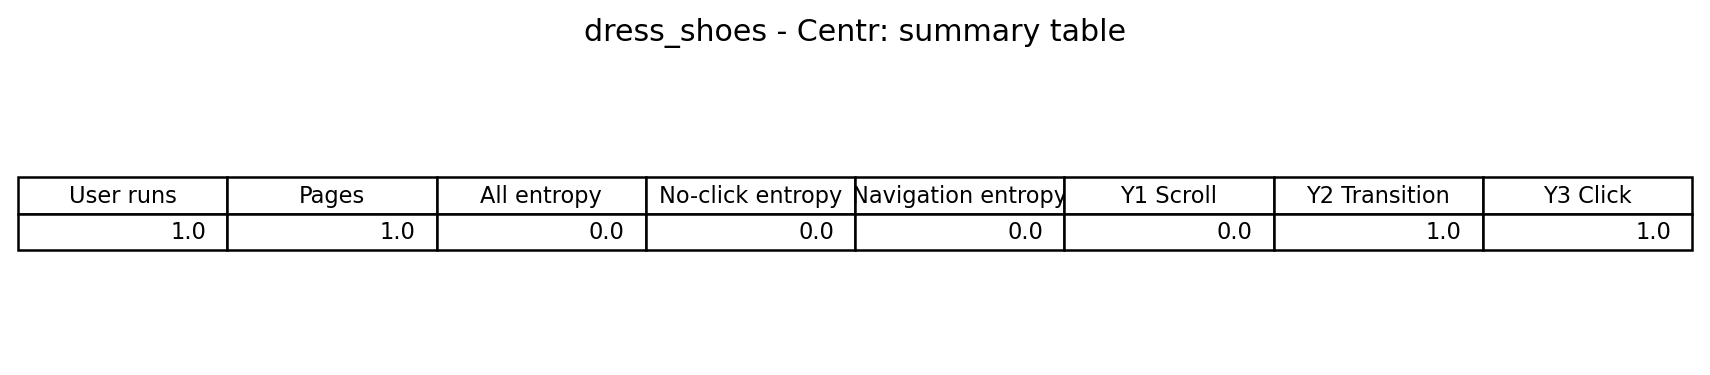 dress_shoes - Centr: summary table
User runs Pages All entropy No-click entropy Navigation entropy Y1 Scroll Y2 Transition Y3 Click
1.0 1.0 0.0 0.0 0.0 0.0 1.0 1.0